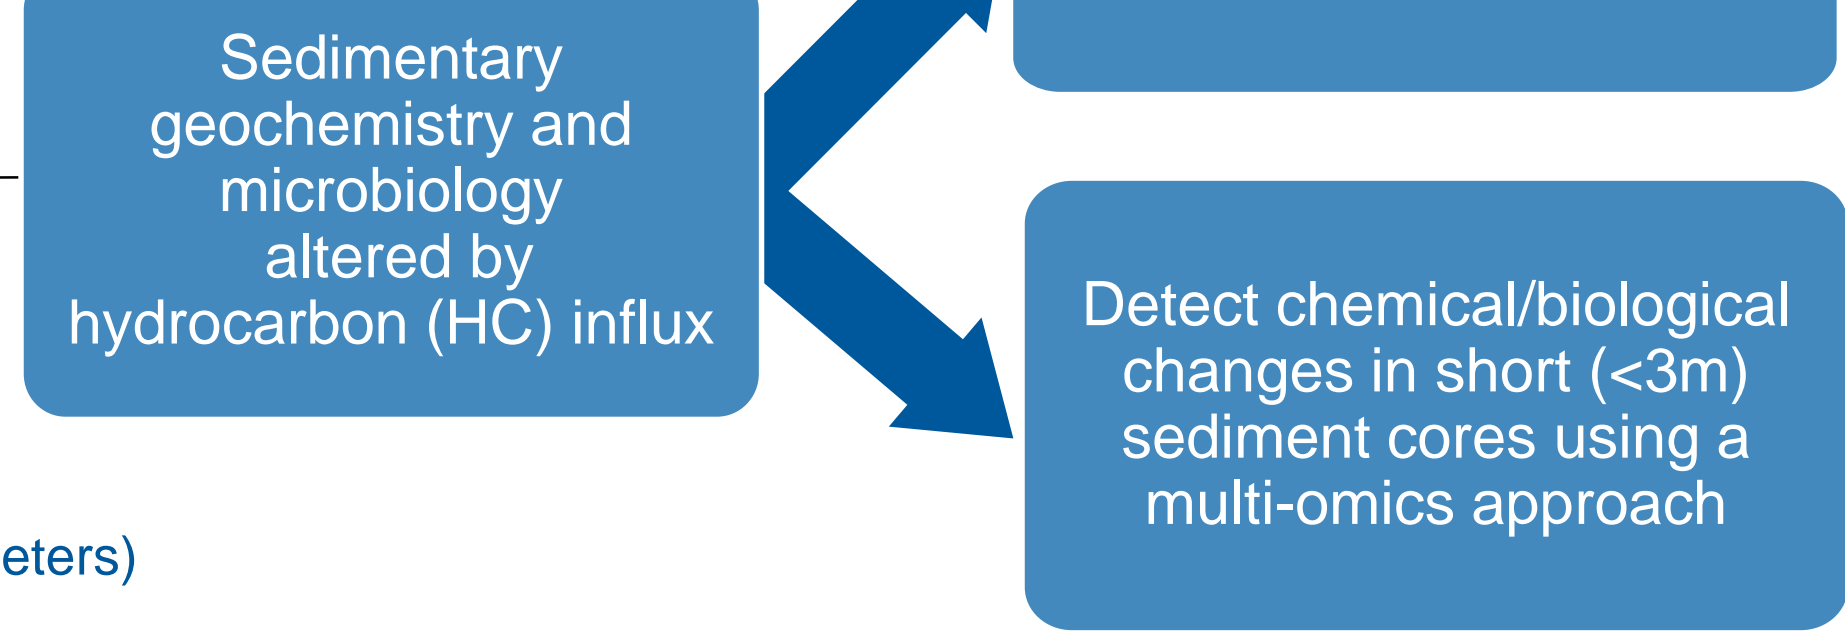 Sedimentary
geochemistry and
microbiology
altered by
hydrocarbon (HC) influx
Detect chemical/biological
changes in short (<3m)
sediment cores using a
multi-omics approach
eters)